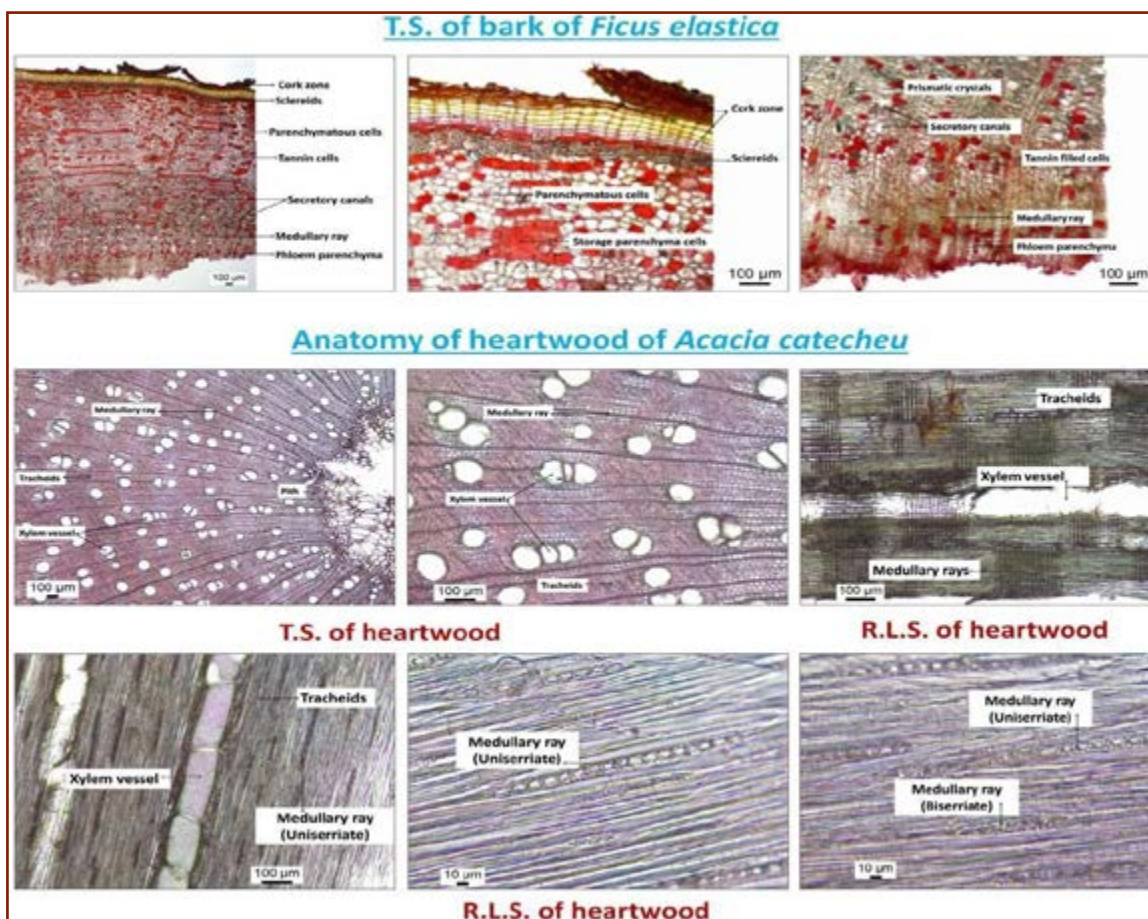 T.S. of bark of Ficus elastica
Cork zone
Sclereids
Parenchymatous cells
Tannin cells
Secretory canals
Medullary ray
Phloem parenchyma
100 µm
Cork zone
Sclereids
Parenchymatous cells
Storage parenshyma cells
100 µm
Prismatic crystals
Secretory canals
Tannin filled cells
Medullary ray
Phloem parenchyma
100 µm
Anatomy of heartwood of Acacia catecheu
Medullary ray
Tracheids
Pith
Xylem vessel
100 µm
Medullary ray
Xylem vessels
Tracheids
100 µm
Tracheids
Xylem vessel
Medullary rays
100 µm
T.S. of heartwood
R.L.S. of heartwood
Tracheids
Xylem vessel
Medullary ray
(Uniserriate)
100 µm
Medullary ray
(Uniserriate)
10 µm
Medullary ray
(Uniserriate)
Medullary ray
(Biserriate)
10 µm
R.L.S. of heartwood